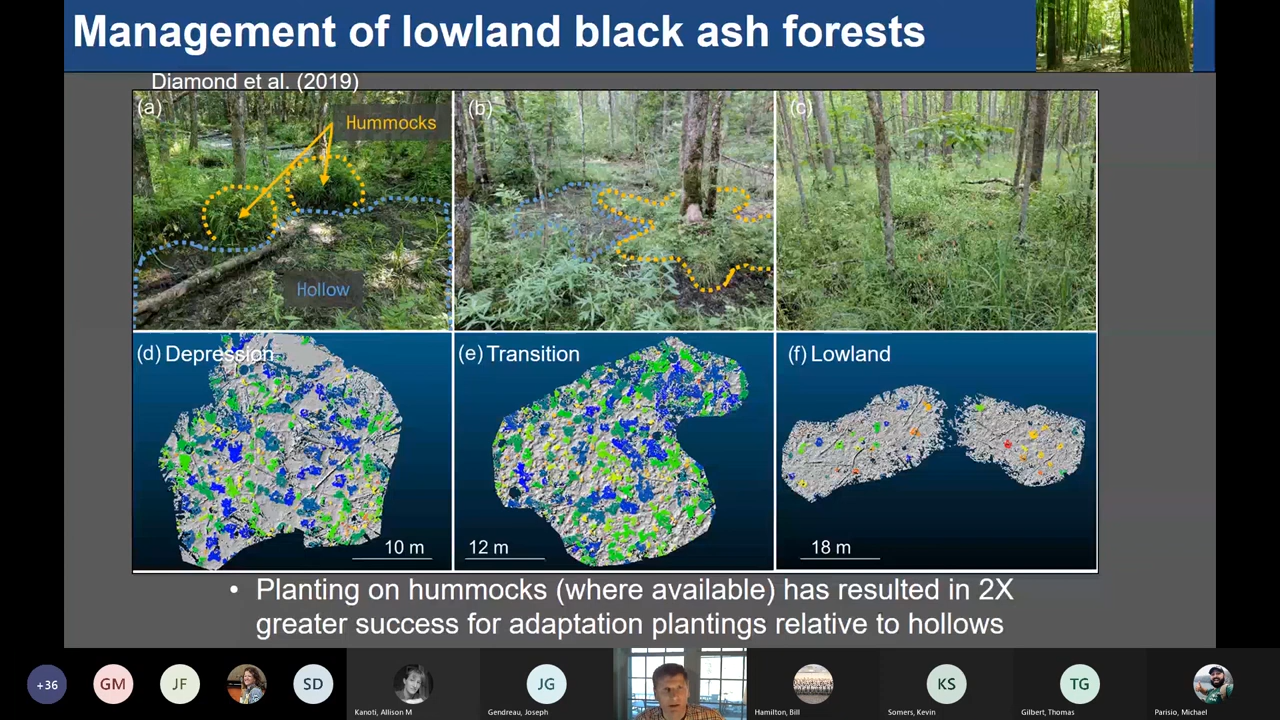 Management of lowland black ash forests
Diamond et al. (2019)
(a)
Hummocks
Hollow
(b)
(c)
(d) Depression
10 m
(e) Transition
12 m
(f) Lowland
18 m
• Planting on hummocks (where available) has resulted in 2X
greater success for adaptation plantings relative to hollows
+36
GM
JF
SD
Kanoti, Allison M
JG
Gendreau, Joseph
Hamilton, Bill
KS
Somers, Kevin
TG
Gilbert, Thomas
Parisio, Michael